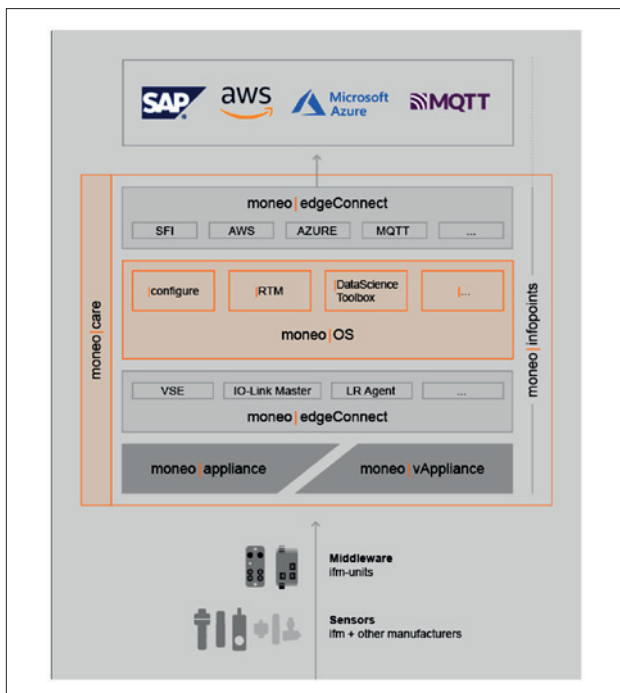 SAP
aws
Microsoft
Azure
MQTT
moneo|edgeConnect
SFI
AWS
AZURE
MQTT
...
|configure
|RTM
|DataScience
Toolbox
|...
moneo|OS
VSE
IO-Link Master
LR Agent
...
moneo|edgeConnect
moneo|appliance
moneo|vAppliance
moneo|care
moneo|infopoints
Middleware
ifm-units
Sensors
ifm + other manufacturers